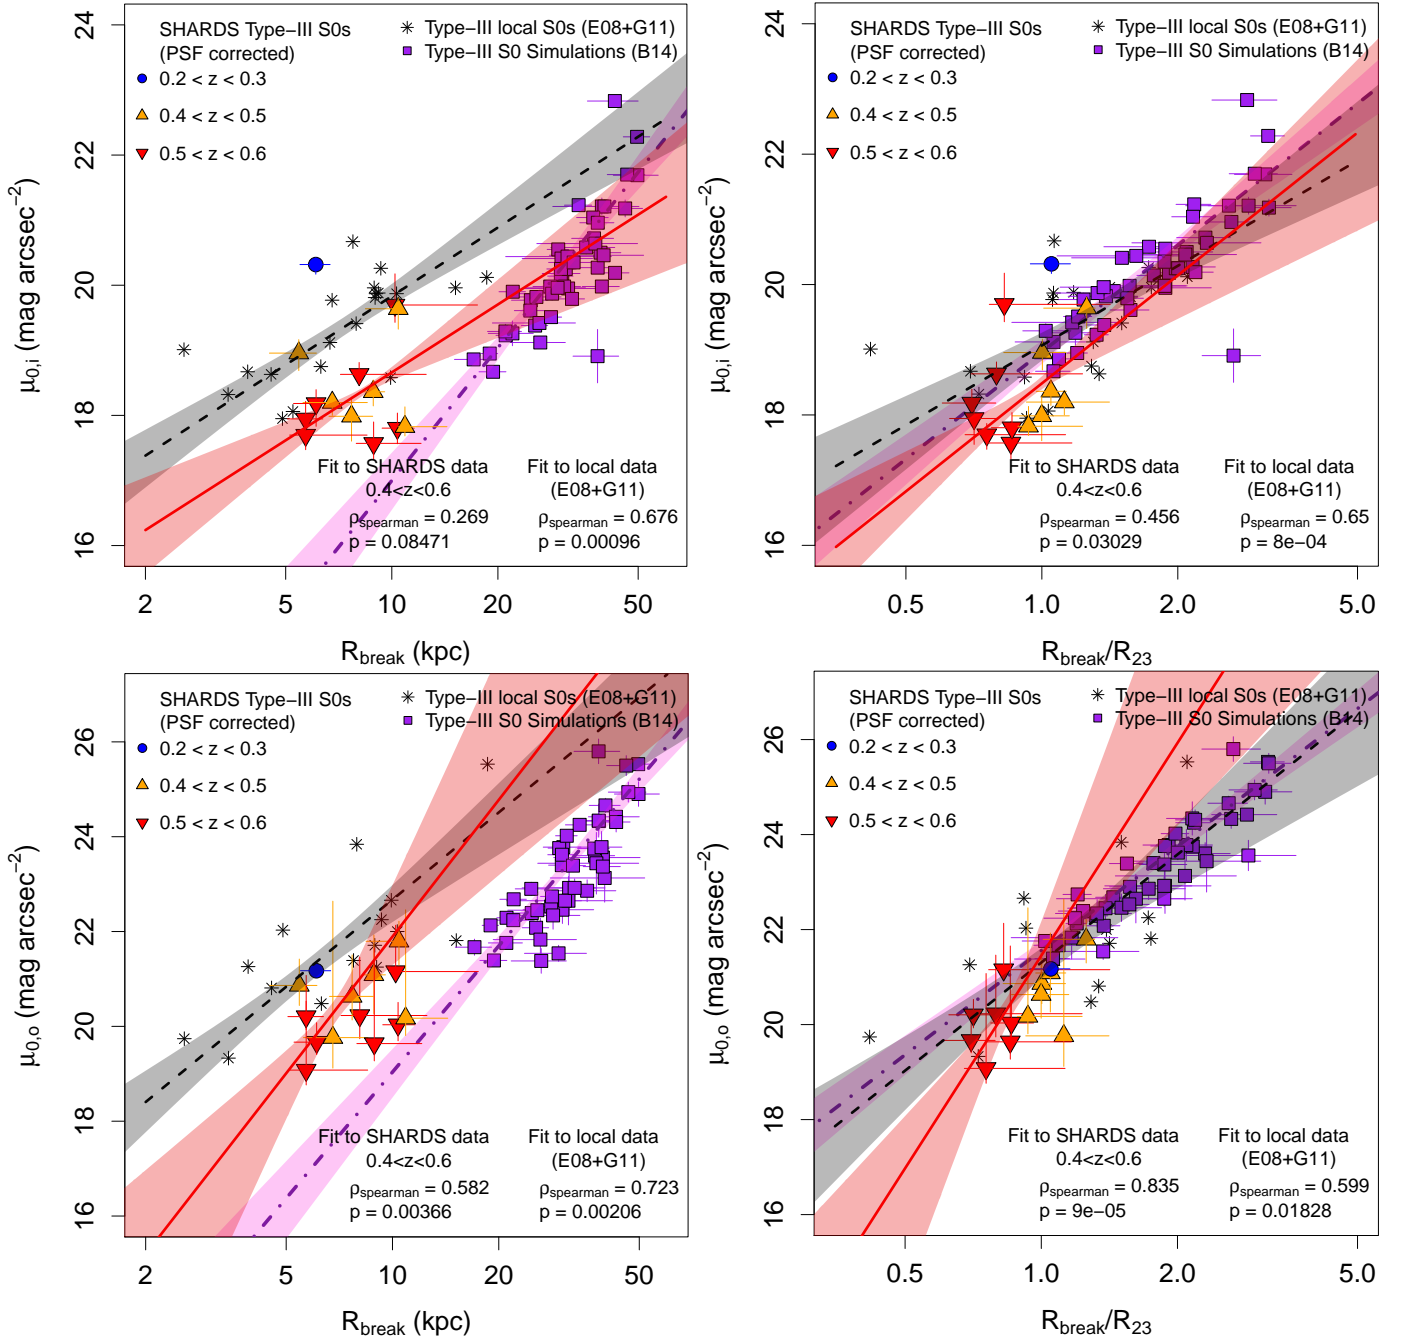 SHARDS Type−III S0s
(PSF corrected)
0.2 < z < 0.3
0.4 < z < 0.5
0.5 < z < 0.6
Type−III local S0s (E08+G11)
Type−III S0 Simulations (B14)
24
22
20
18
16
μ0,i (mag arcsec−2)
Fit to SHARDS data
0.4<z<0.6
ρspearman = 0.269
p = 0.08471
Fit to local data
(E08+G11)
ρspearman = 0.676
p = 0.00096
2 5 10 20 50
Rbreak (kpc)
SHARDS Type−III S0s
(PSF corrected)
0.2 < z < 0.3
0.4 < z < 0.5
0.5 < z < 0.6
Type−III local S0s (E08+G11)
Type−III S0 Simulations (B14)
24
22
20
18
16
μ0,i (mag arcsec−2)
Fit to SHARDS data
0.4<z<0.6
ρspearman = 0.456
p = 0.03029
Fit to local data
(E08+G11)
ρspearman = 0.65
p = 8e−04
0.5 1.0 2.0 5.0
Rbreak/R23
SHARDS Type−III S0s
(PSF corrected)
0.2 < z < 0.3
0.4 < z < 0.5
0.5 < z < 0.6
Type−III local S0s (E08+G11)
Type−III S0 Simulations (B14)
26
24
22
20
18
16
μ0,o (mag arcsec−2)
Fit to SHARDS data
0.4<z<0.6
ρspearman = 0.582
p = 0.00366
Fit to local data
(E08+G11)
ρspearman = 0.723
p = 0.00206
2 5 10 20 50
Rbreak (kpc)
SHARDS Type−III S0s
(PSF corrected)
0.2 < z < 0.3
0.4 < z < 0.5
0.5 < z < 0.6
Type−III local S0s (E08+G11)
Type−III S0 Simulations (B14)
26
24
22
20
18
16
μ0,o (mag arcsec−2)
Fit to SHARDS data
0.4<z<0.6
ρspearman = 0.835
p = 9e−05
Fit to local data
(E08+G11)
ρspearman = 0.599
p = 0.01828
0.5 1.0 2.0 5.0
Rbreak/R23